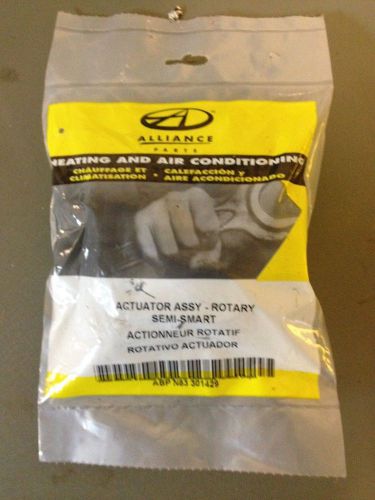 ALLIANCE
PARTS
HEATING AND AIR CONDITIONING
CHAUFFAGE ET CLIMATISATION • CALEFACCIÓN Y AIRE ACONDICIONADO
ACTUATOR ASSY - ROTARY
SEMI-SMART
ACTIONNEUR ROTATIF
ROTATIVO ACTUADOR
ABP N83 301429